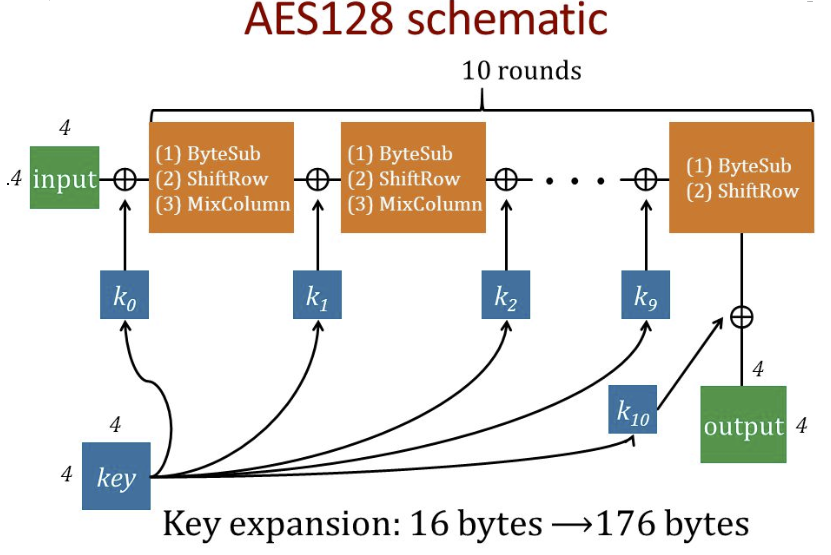 AES128 schematic
10 rounds
4
.4 input
(1) ByteSub
(2) ShiftRow
(3) MixColumn
(1) ByteSub
(2) ShiftRow
(3) MixColumn
. . . .
(1) ByteSub
(2) ShiftRow
k0
k1
k2
k9
k10
4
output 4
4
4 key
Key expansion: 16 bytes ⟶176 bytes